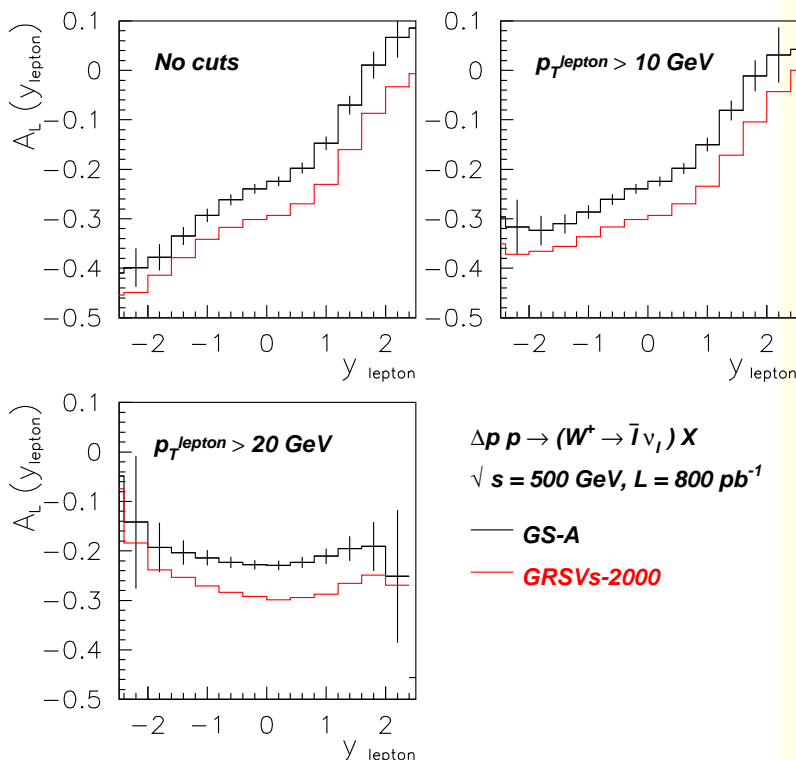 A_L (y_lepton)
0.1
0
−0.1
−0.2
−0.3
−0.4
−0.5
No cuts
−2 −1 0 1 2
y lepton
0.1
0
−0.1
−0.2
−0.3
−0.4
−0.5
p_T^lepton > 10 GeV
−2 −1 0 1 2
y lepton
A_L (y_lepton)
0.1
0
−0.1
−0.2
−0.3
−0.4
−0.5
p_T^lepton > 20 GeV
−2 −1 0 1 2
y lepton
Δp p → (W⁺ → l̄ ν_l ) X
√ s = 500 GeV, L = 800 pb⁻¹
GS-A
GRSVs-2000